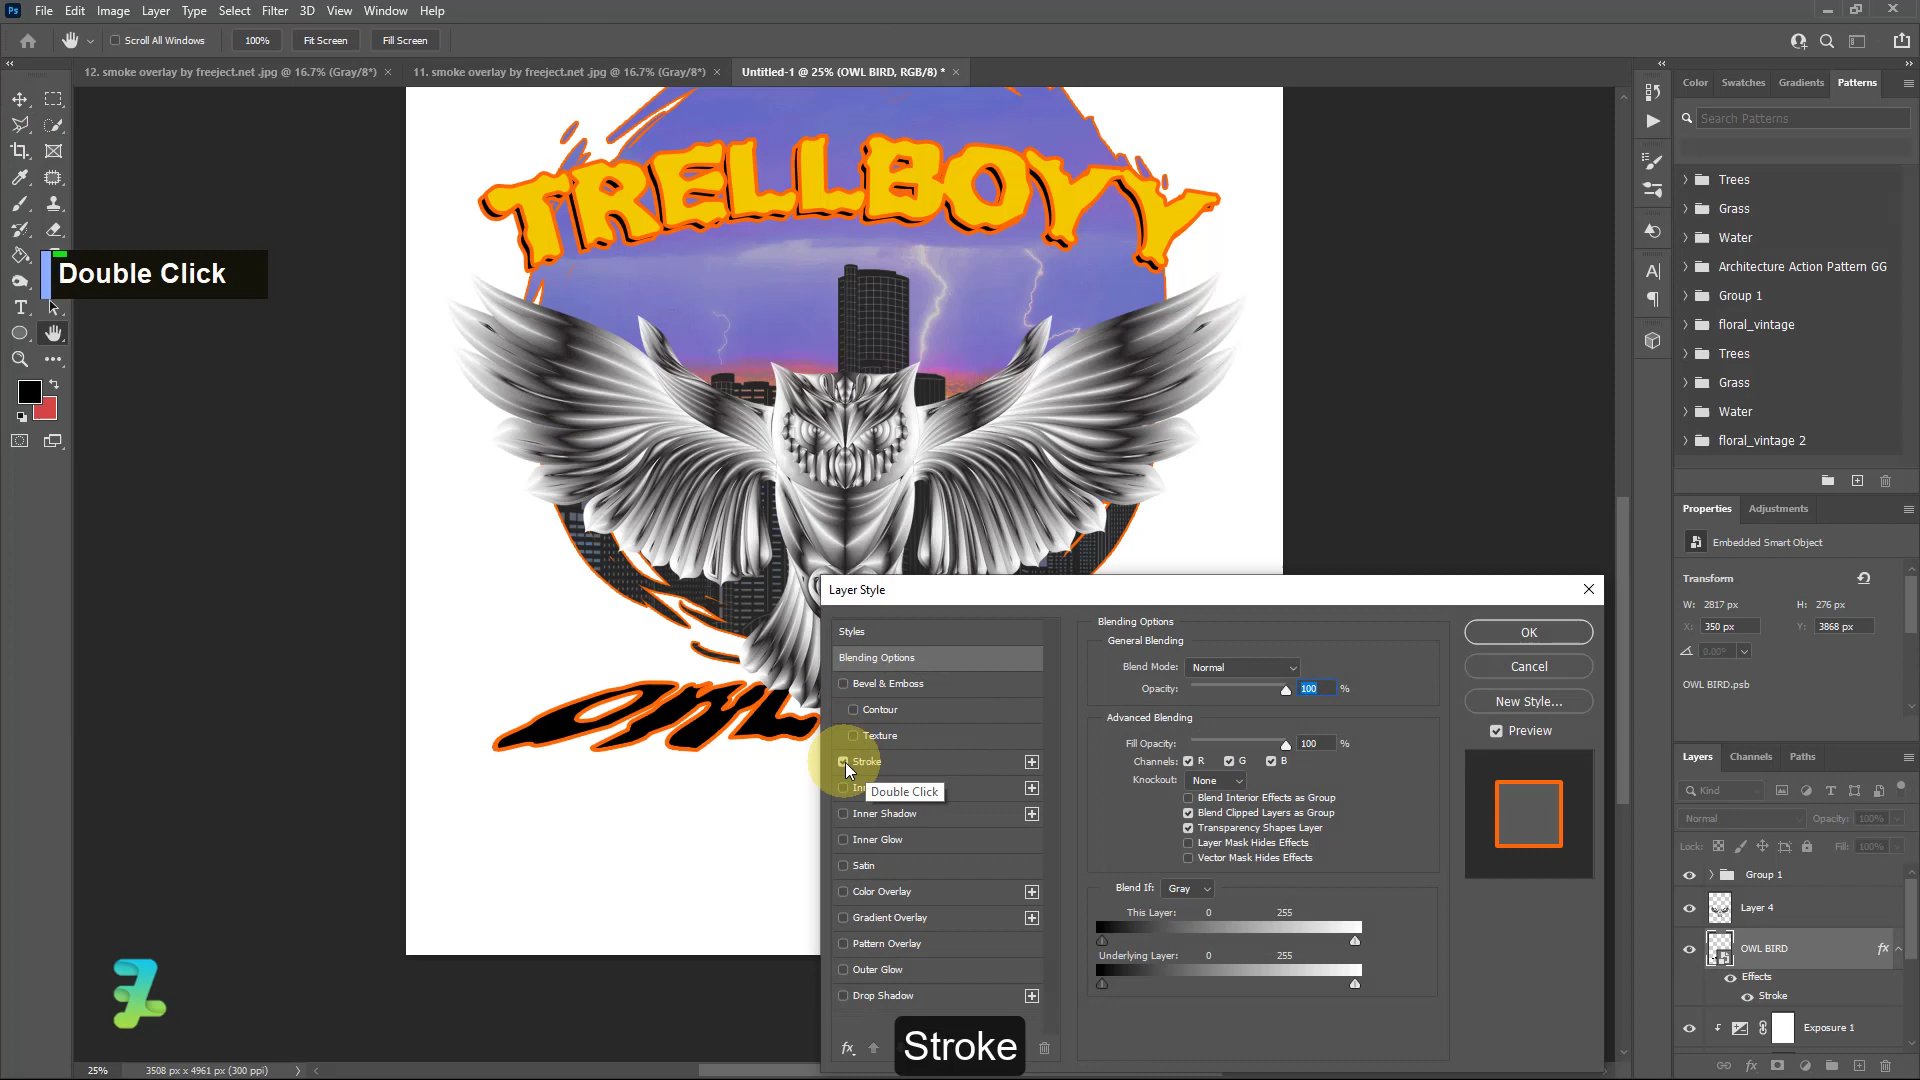 Ps File Edit Image Layer Type Select Filter 3D View Window Help
Scroll All Windows 100% Fit Screen Fill Screen
12. smoke overlay by freeject.net .jpg @ 16.7% (Gray/8*) × 11. smoke overlay by freeject.net .jpg @ 16.7% (Gray/8*) × Untitled-1 @ 25% (OWL BIRD, RGB/8) * ×
Color Swatches Gradients Patterns
Search Patterns
Trees
Grass
Water
Architecture Action Pattern GG
Group 1
floral_vintage
Trees
Grass
Water
floral_vintage 2
Double Click
TRELLBOYY
OWL
Properties Adjustments
Embedded Smart Object
Transform
W: 2817 px H: 276 px
X: 350 px Y: 3868 px
0.00°
OWL BIRD.psb
Layer Style
Styles
Blending Options
Bevel & Emboss
Contour
Texture
Stroke
Double Click
Inner Shadow
Inner Glow
Satin
Color Overlay
Gradient Overlay
Pattern Overlay
Outer Glow
Drop Shadow
fx
Blending Options
General Blending
Blend Mode: Normal
Opacity: 100 %
Advanced Blending
Fill Opacity: 100 %
Channels: R G B
Knockout: None
Blend Interior Effects as Group
Blend Clipped Layers as Group
Transparency Shapes Layer
Layer Mask Hides Effects
Vector Mask Hides Effects
Blend If: Gray
This Layer: 0 255
Underlying Layer: 0 255
OK
Cancel
New Style...
Preview
Layers Channels Paths
Kind
Normal Opacity: 100%
Lock: Fill: 100%
Group 1
Layer 4
OWL BIRD fx
Effects
Stroke
Exposure 1
Stroke
25% 3508 px x 4961 px (300 ppi)